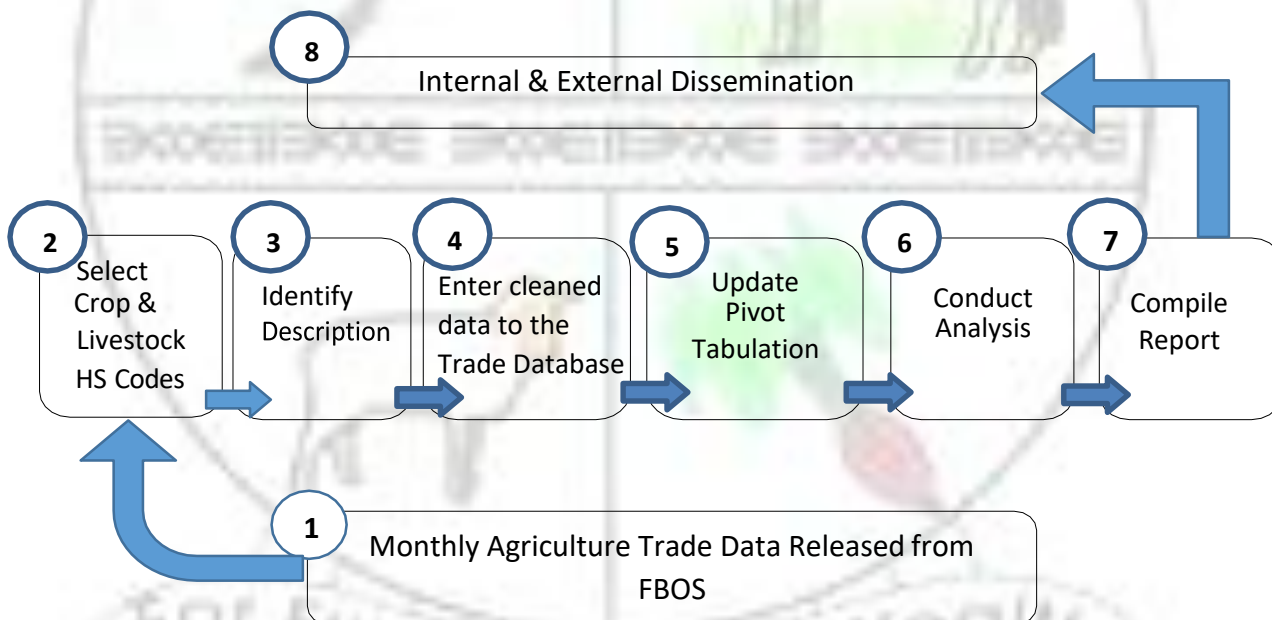 8
Internal & External Dissemination
2
Select
Crop &
Livestock
HS Codes
3
Identify
Description
4
Enter cleaned
data to the
Trade Database
5
Update
Pivot
Tabulation
6
Conduct
Analysis
7
Compile
Report
1
Monthly Agriculture Trade Data Released from
FBOS